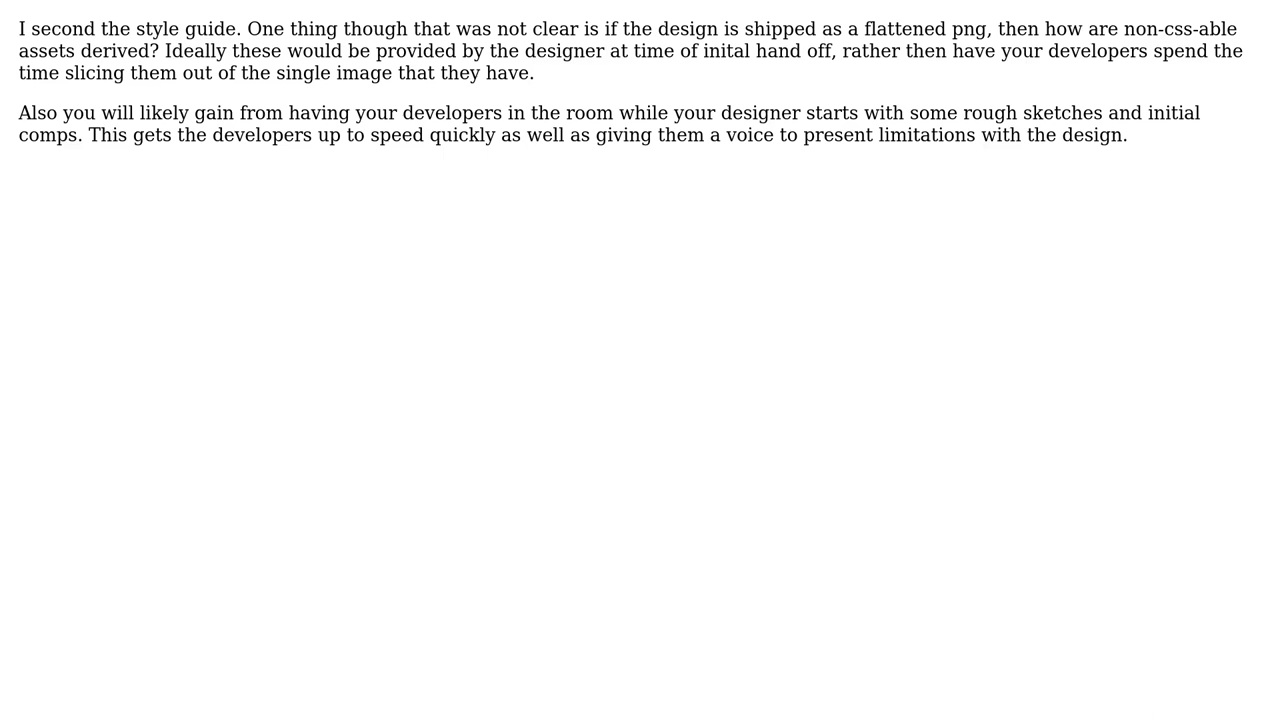 I second the style guide. One thing though that was not clear is if the design is shipped as a flattened png, then how are non-css-able
assets derived? Ideally these would be provided by the designer at time of inital hand off, rather then have your developers spend the
time slicing them out of the single image that they have.
Also you will likely gain from having your developers in the room while your designer starts with some rough sketches and initial
comps. This gets the developers up to speed quickly as well as giving them a voice to present limitations with the design.